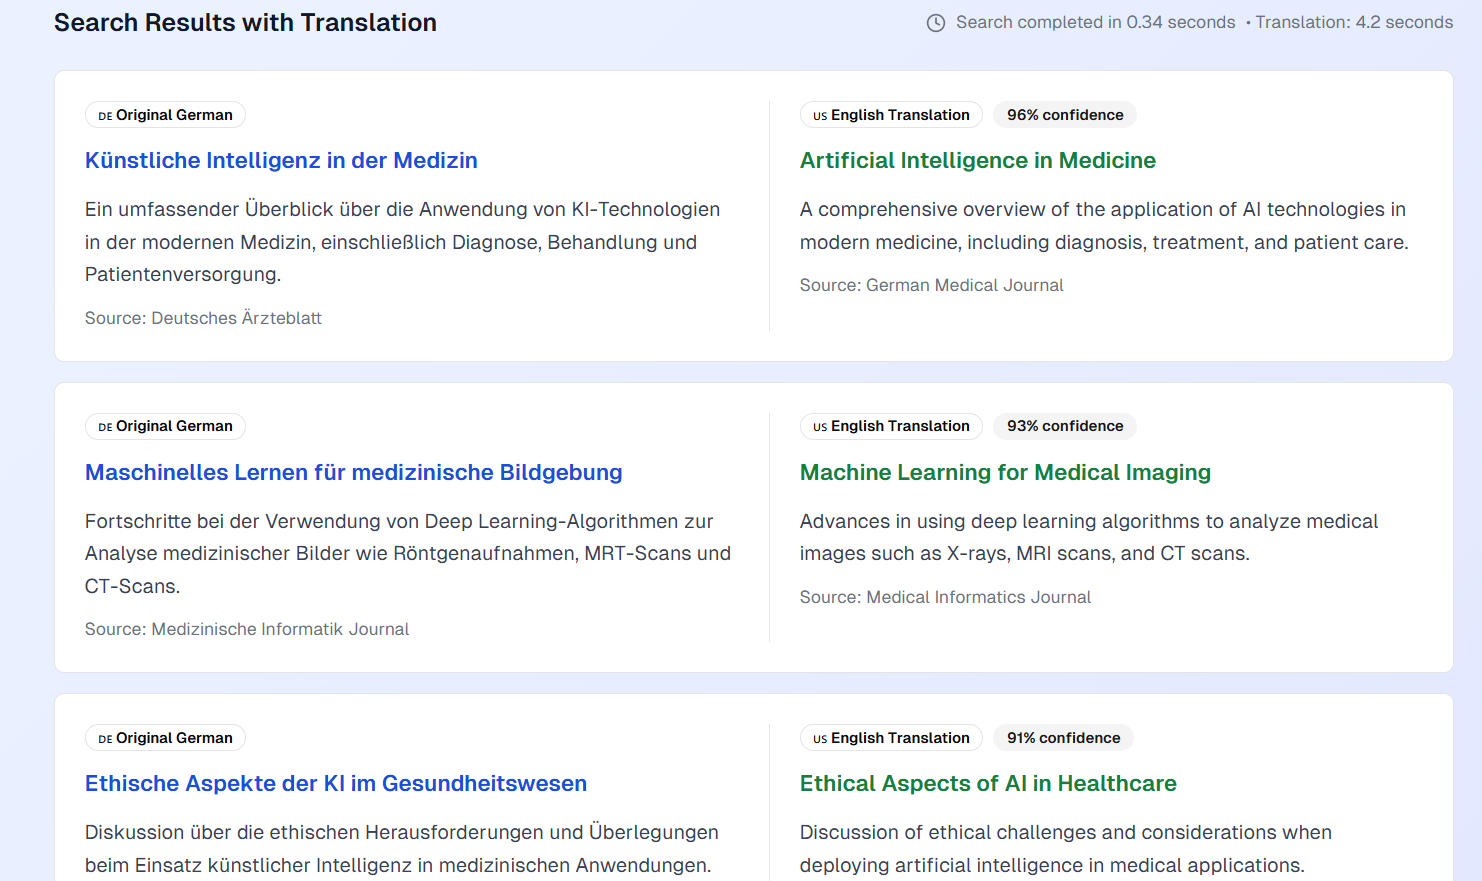 Search Results with Translation
Search completed in 0.34 seconds • Translation: 4.2 seconds
DE Original German
Künstliche Intelligenz in der Medizin
Ein umfassender Überblick über die Anwendung von KI-Technologien
in der modernen Medizin, einschließlich Diagnose, Behandlung und
Patientenversorgung.
Source: Deutsches Ärzteblatt
US English Translation
96% confidence
Artificial Intelligence in Medicine
A comprehensive overview of the application of AI technologies in
modern medicine, including diagnosis, treatment, and patient care.
Source: German Medical Journal
DE Original German
Maschinelles Lernen für medizinische Bildgebung
Fortschritte bei der Verwendung von Deep Learning-Algorithmen zur
Analyse medizinischer Bilder wie Röntgenaufnahmen, MRT-Scans und
CT-Scans.
Source: Medizinische Informatik Journal
US English Translation
93% confidence
Machine Learning for Medical Imaging
Advances in using deep learning algorithms to analyze medical
images such as X-rays, MRI scans, and CT scans.
Source: Medical Informatics Journal
DE Original German
Ethische Aspekte der KI im Gesundheitswesen
Diskussion über die ethischen Herausforderungen und Überlegungen
beim Einsatz künstlicher Intelligenz in medizinischen Anwendungen.
US English Translation
91% confidence
Ethical Aspects of AI in Healthcare
Discussion of ethical challenges and considerations when
deploying artificial intelligence in medical applications.